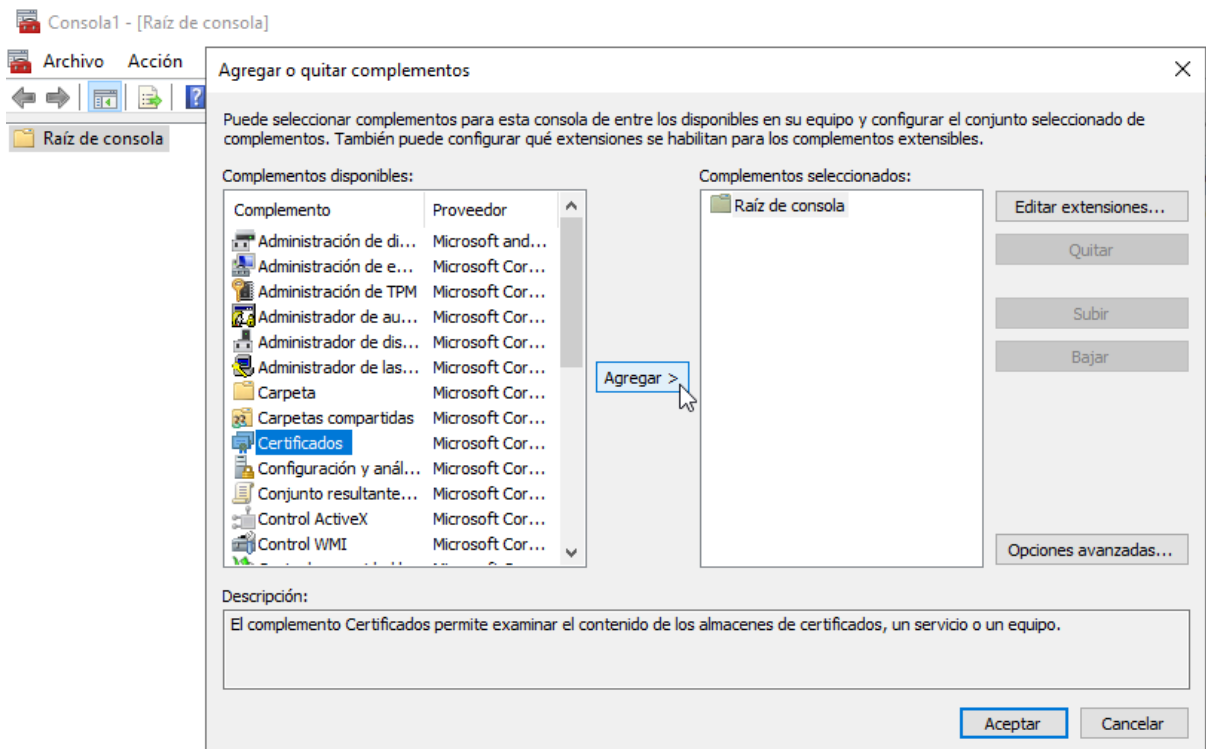 Consola1 - [Raíz de consola]
Archivo Acción
Raíz de consola
Agregar o quitar complementos
Puede seleccionar complementos para esta consola de entre los disponibles en su equipo y configurar el conjunto seleccionado de
complementos. También puede configurar qué extensiones se habilitan para los complementos extensibles.
Complementos disponibles:
Complemento Proveedor
Administración de di... Microsoft and...
Administración de e... Microsoft Cor...
Administración de TPM Microsoft Cor...
Administrador de au... Microsoft Cor...
Administrador de dis... Microsoft Cor...
Administrador de las... Microsoft Cor...
Carpeta Microsoft Cor...
Carpetas compartidas Microsoft Cor...
Certificados Microsoft Cor...
Configuración y anál... Microsoft Cor...
Conjunto resultante... Microsoft Cor...
Control ActiveX Microsoft Cor...
Control WMI Microsoft Cor...
Agregar >
Complementos seleccionados:
Raíz de consola
Editar extensiones...
Quitar
Subir
Bajar
Opciones avanzadas...
Descripción:
El complemento Certificados permite examinar el contenido de los almacenes de certificados, un servicio o un equipo.
Aceptar Cancelar